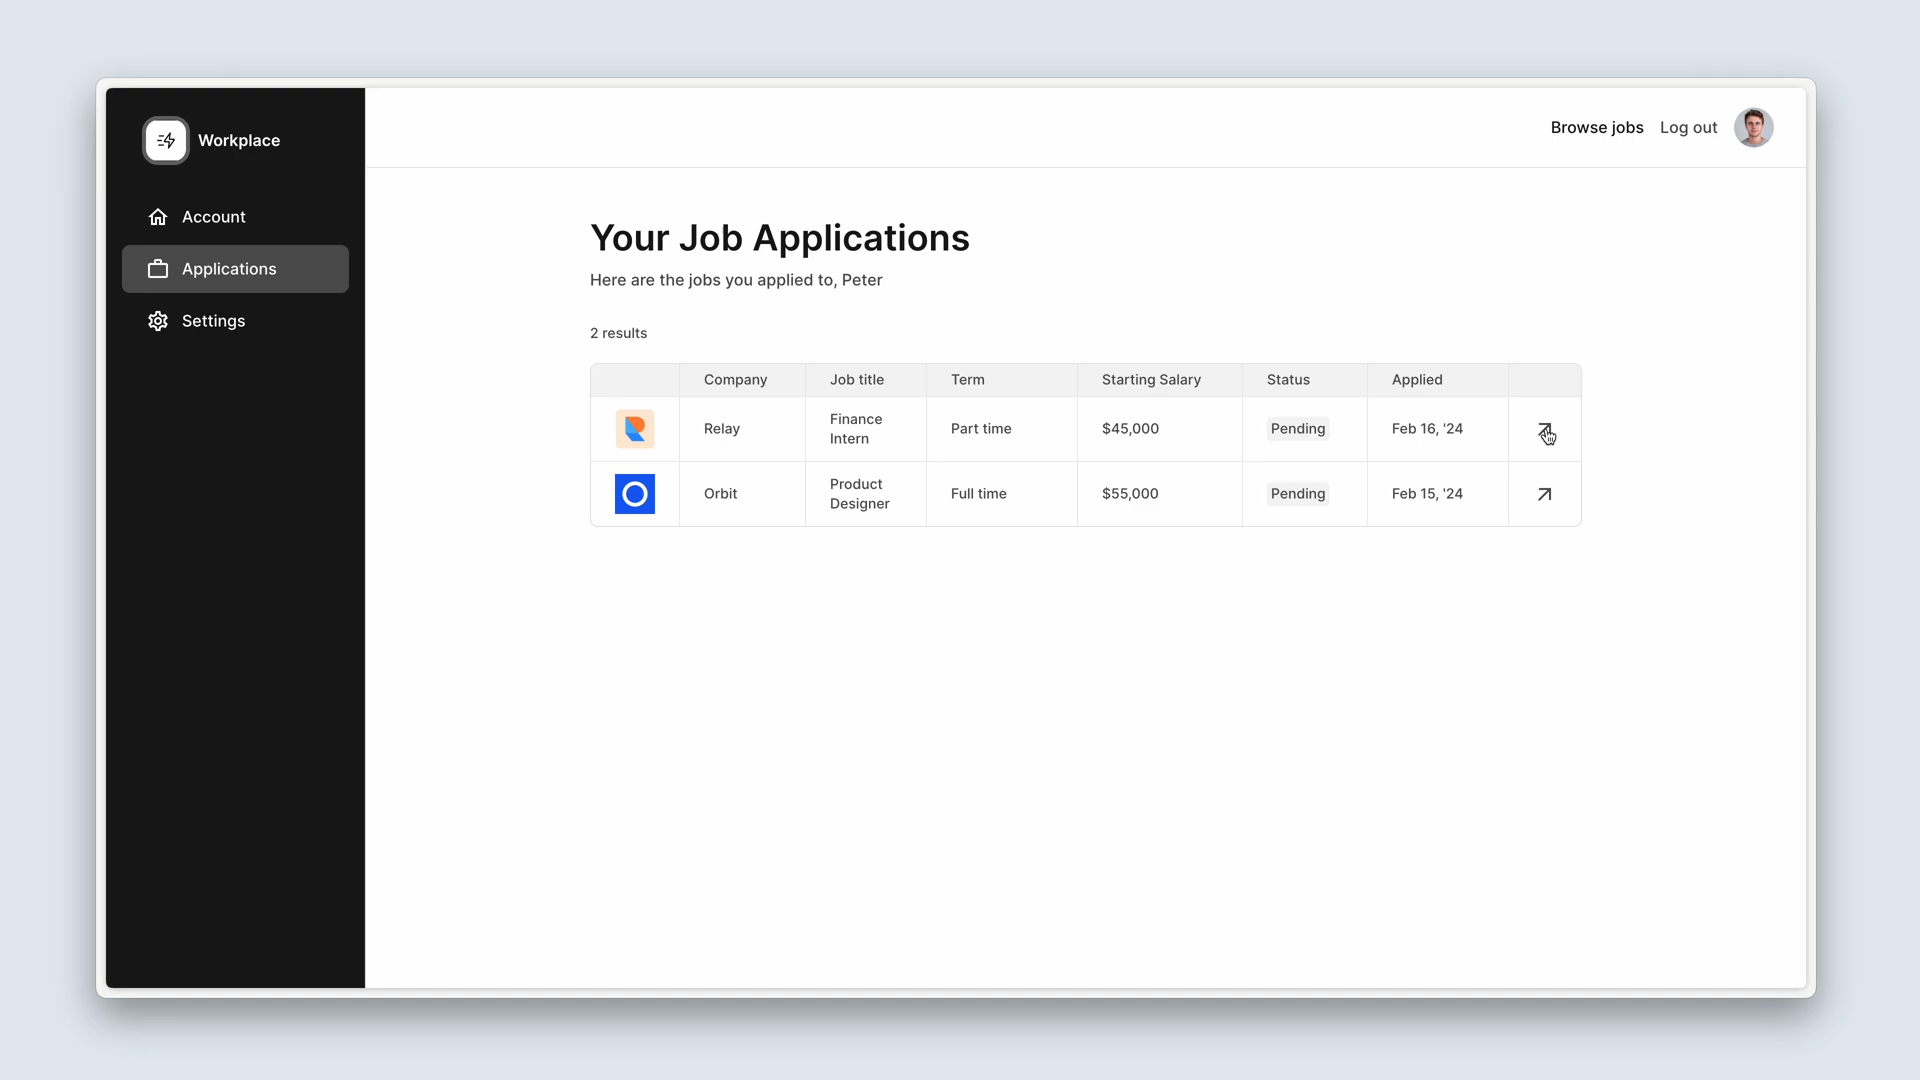 Workplace
Account
Applications
Settings
Browse jobs Log out
Your Job Applications
Here are the jobs you applied to, Peter
2 results
Company Job title Term Starting Salary Status Applied
Relay Finance Intern Part time $45,000 Pending Feb 16, '24
Orbit Product Designer Full time $55,000 Pending Feb 15, '24